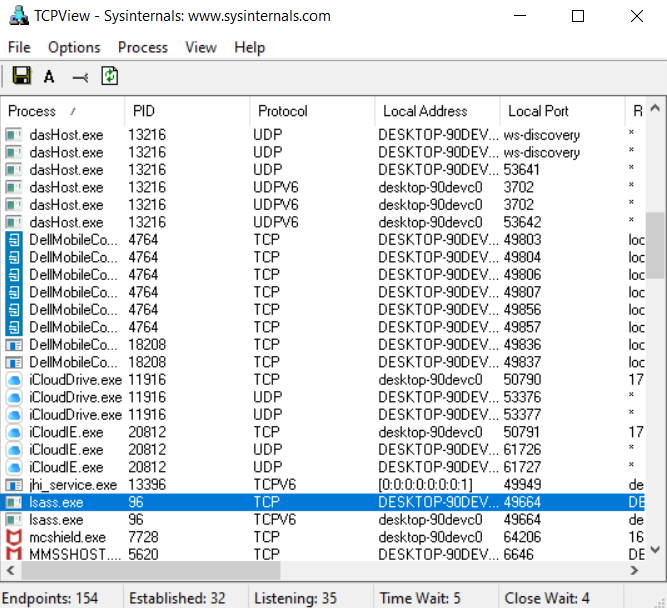 TCPView - Sysinternals: www.sysinternals.com
File Options Process View Help
A
Process / PID Protocol Local Address Local Port R
dasHost.exe 13216 UDP DESKTOP-90DEV... ws-discovery *
dasHost.exe 13216 UDP DESKTOP-90DEV... ws-discovery *
dasHost.exe 13216 UDP DESKTOP-90DEV... 53641 *
dasHost.exe 13216 UDPV6 desktop-90devc0 3702 *
dasHost.exe 13216 UDPV6 desktop-90devc0 3702 *
dasHost.exe 13216 UDPV6 desktop-90devc0 53642 *
DellMobileCo... 4764 TCP DESKTOP-90DEV... 49803 loc
DellMobileCo... 4764 TCP DESKTOP-90DEV... 49804 loc
DellMobileCo... 4764 TCP DESKTOP-90DEV... 49806 loc
DellMobileCo... 4764 TCP DESKTOP-90DEV... 49807 loc
DellMobileCo... 4764 TCP DESKTOP-90DEV... 49856 loc
DellMobileCo... 4764 TCP DESKTOP-90DEV... 49857 loc
DellMobileCo... 18208 TCP DESKTOP-90DEV... 49836 loc
DellMobileCo... 18208 TCP DESKTOP-90DEV... 49837 loc
iCloudDrive.exe 11916 TCP desktop-90devc0 50790 17
iCloudDrive.exe 11916 UDP DESKTOP-90DEV... 53376 *
iCloudDrive.exe 11916 UDP DESKTOP-90DEV... 53377 *
iCloudIE.exe 20812 TCP desktop-90devc0 50791 17
iCloudIE.exe 20812 UDP DESKTOP-90DEV... 61726 *
iCloudIE.exe 20812 UDP DESKTOP-90DEV... 61727 *
jhi_service.exe 13396 TCPV6 [0:0:0:0:0:0:0:1] 49949 de
lsass.exe 96 TCP DESKTOP-90DEV... 49664 DE
lsass.exe 96 TCPV6 desktop-90devc0 49664 de
mcshield.exe 7728 TCP desktop-90devc0 64206 16
MMSSHOST.... 5620 TCP DESKTOP-90DEV... 6646 DE
Endpoints: 154 Established: 32 Listening: 35 Time Wait: 5 Close Wait: 4